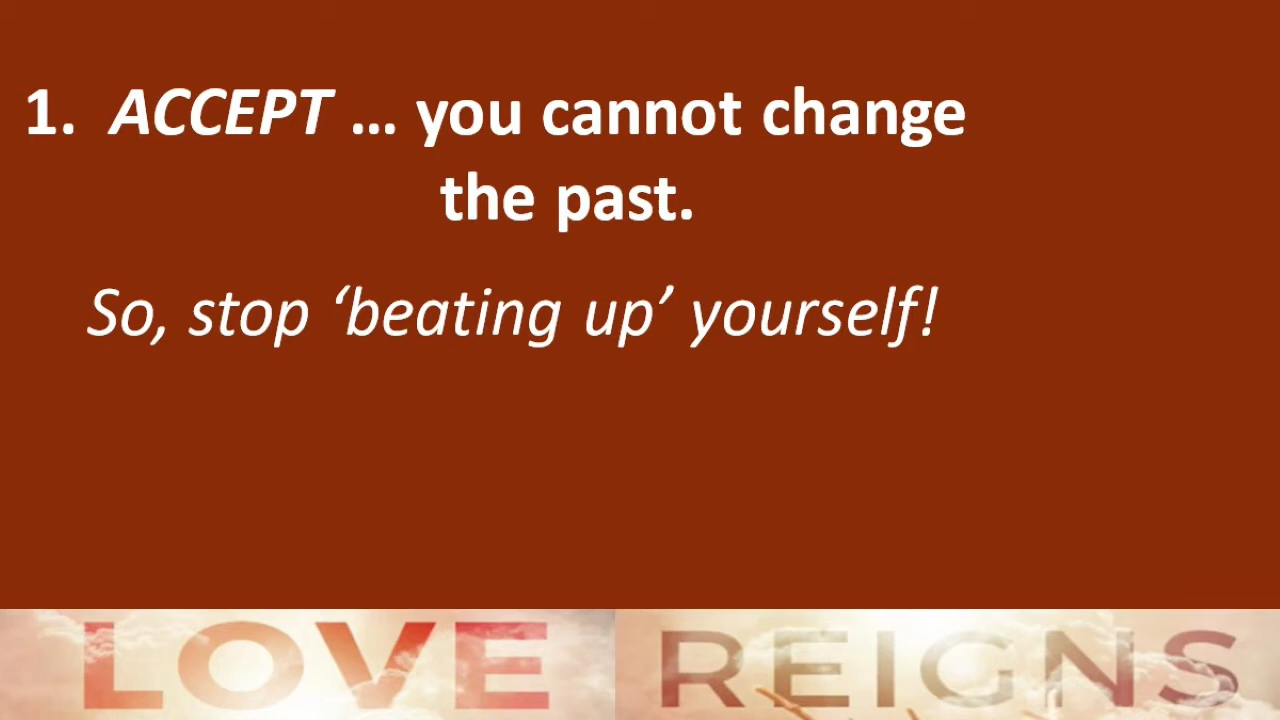 1. ACCEPT ... you cannot change
the past.
So, stop ‘beating up’ yourself!
LOVE REIGNS